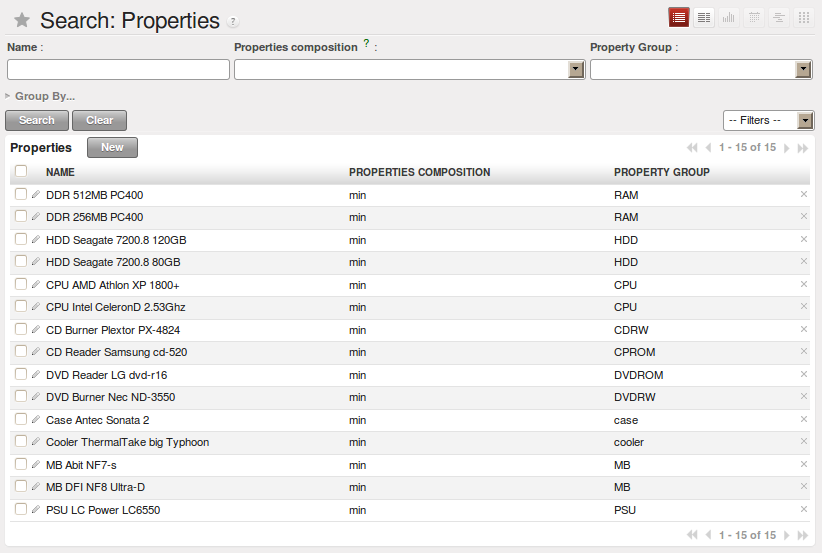 Search: Properties ?
Name : Properties composition ? : Property Group :
Group By...
Search Clear -- Filters --
Properties New 1 - 15 of 15
NAME PROPERTIES COMPOSITION PROPERTY GROUP
DDR 512MB PC400 min RAM
DDR 256MB PC400 min RAM
HDD Seagate 7200.8 120GB min HDD
HDD Seagate 7200.8 80GB min HDD
CPU AMD Athlon XP 1800+ min CPU
CPU Intel CeleronD 2.53Ghz min CPU
CD Burner Plextor PX-4824 min CDRW
CD Reader Samsung cd-520 min CPROM
DVD Reader LG dvd-r16 min DVDROM
DVD Burner Nec ND-3550 min DVDRW
Case Antec Sonata 2 min case
Cooler ThermalTake big Typhoon min cooler
MB Abit NF7-s min MB
MB DFI NF8 Ultra-D min MB
PSU LC Power LC6550 min PSU
1 - 15 of 15